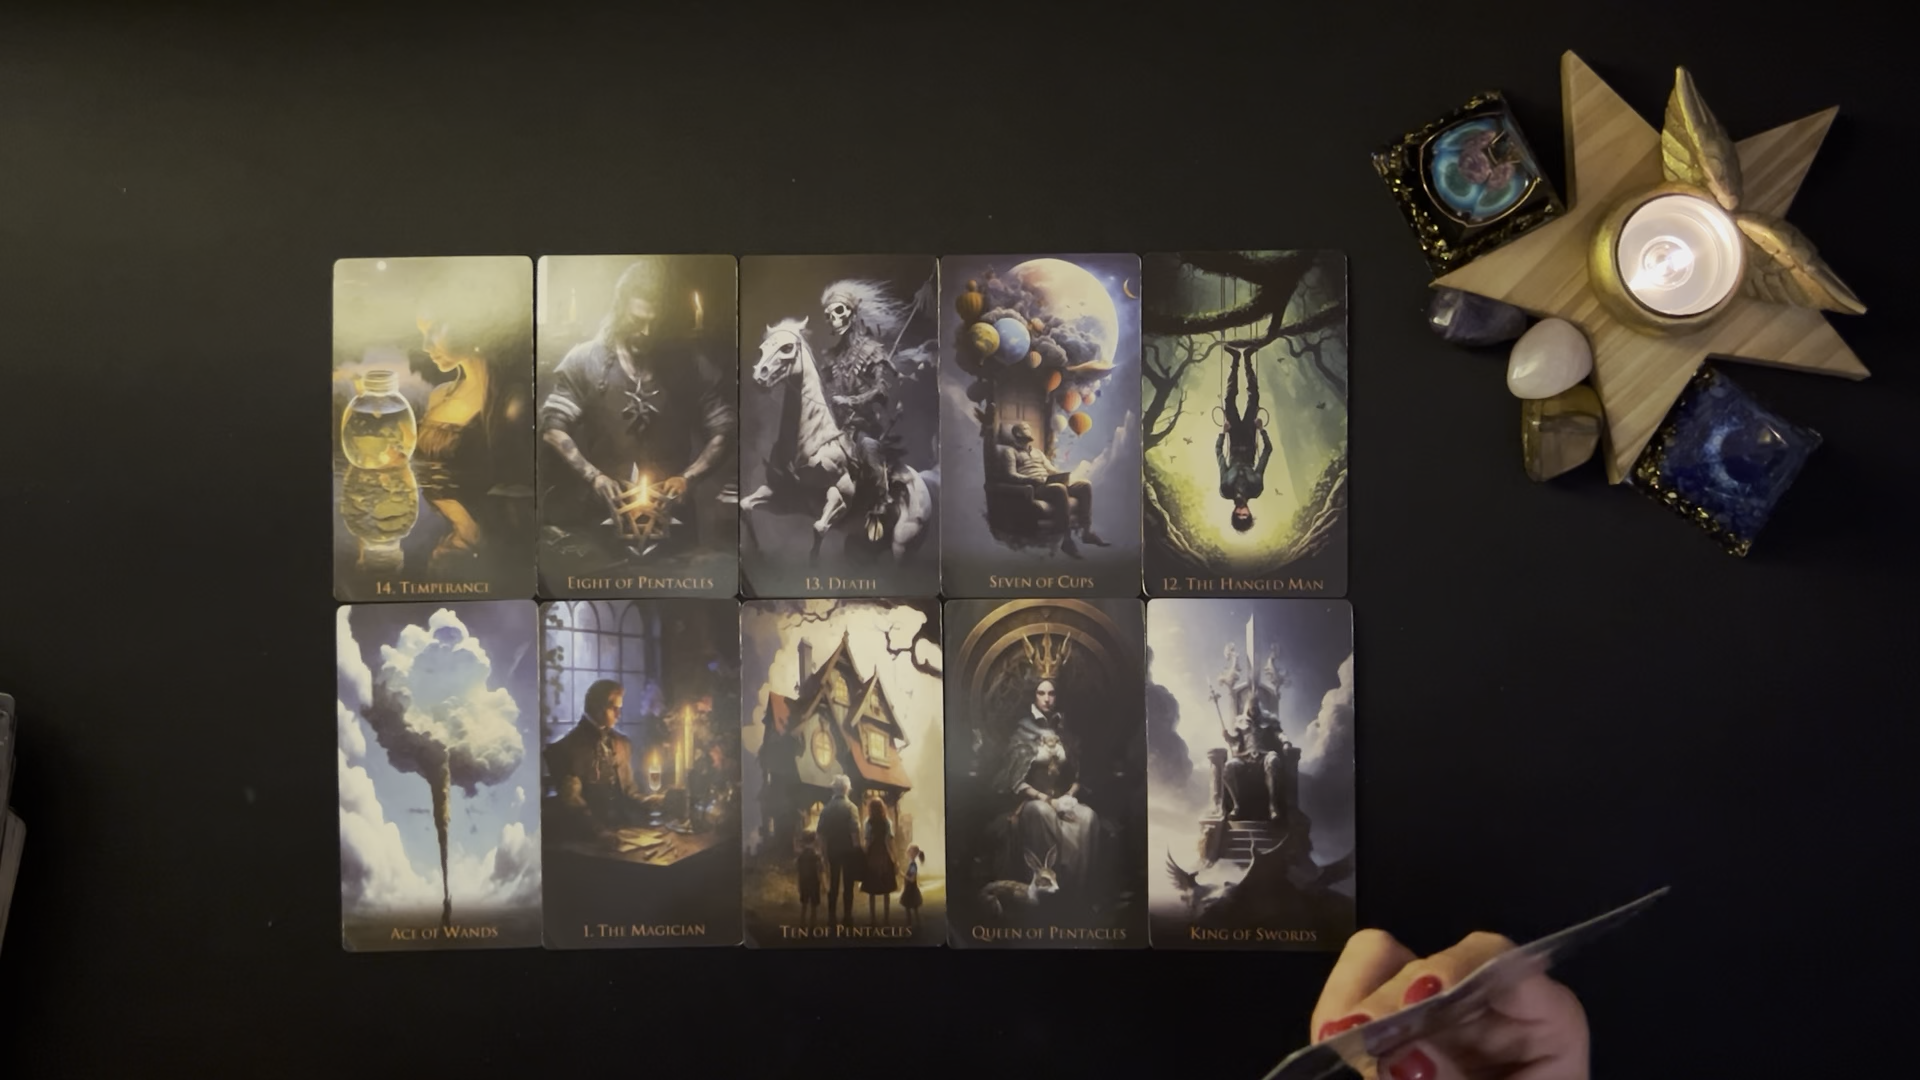 14. Temperance
Eight of Pentacles
13. Death
Seven of Cups
12. The Hanged Man
Ace of Wands
1. The Magician
Ten of Pentacles
Queen of Pentacles
King of Swords